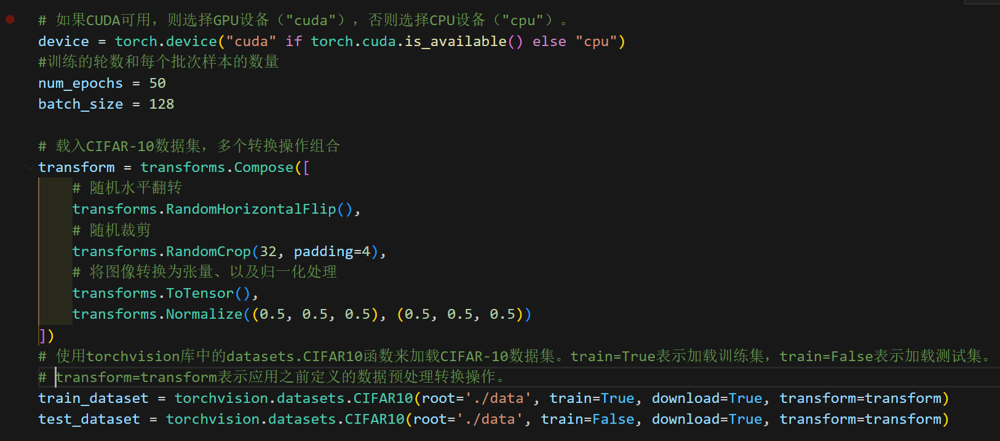 # 如果CUDA可用，则选择GPU设备（"cuda"），否则选择CPU设备（"cpu"）。
device = torch.device("cuda" if torch.cuda.is_available() else "cpu")
#训练的轮数和每个批次样本的数量
num_epochs = 50
batch_size = 128
# 载入CIFAR-10数据集，多个转换操作组合
transform = transforms.Compose([
    # 随机水平翻转
    transforms.RandomHorizontalFlip(),
    # 随机裁剪
    transforms.RandomCrop(32, padding=4),
    # 将图像转换为张量、以及归一化处理
    transforms.ToTensor(),
    transforms.Normalize((0.5, 0.5, 0.5), (0.5, 0.5, 0.5))
])
# 使用torchvision库中的datasets.CIFAR10函数来加载CIFAR-10数据集。train=True表示加载训练集，train=False表示加载测试集。
# transform=transform表示应用之前定义的数据预处理转换操作。
train_dataset = torchvision.datasets.CIFAR10(root='./data', train=True, download=True, transform=transform)
test_dataset = torchvision.datasets.CIFAR10(root='./data', train=False, download=True, transform=transform)